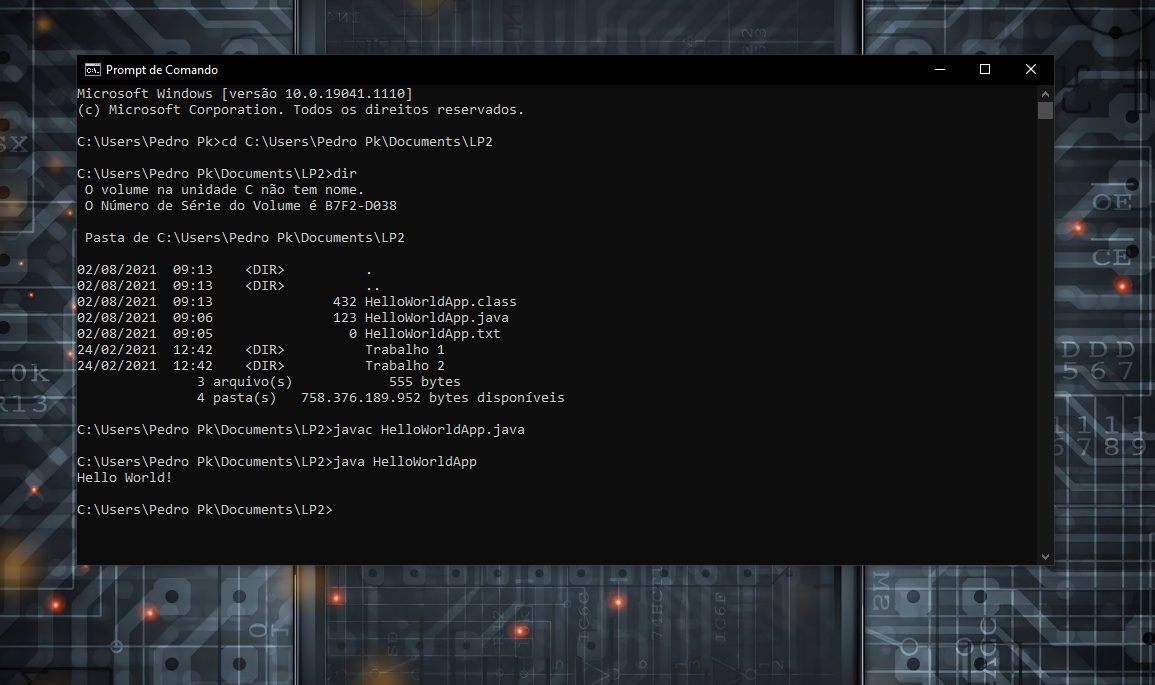 Prompt de Comando
Microsoft Windows [versão 10.0.19041.1110]
(c) Microsoft Corporation. Todos os direitos reservados.
C:\Users\Pedro Pk>cd C:\Users\Pedro Pk\Documents\LP2
C:\Users\Pedro Pk\Documents\LP2>dir
O volume na unidade C não tem nome.
O Número de Série do Volume é B7F2-D038
Pasta de C:\Users\Pedro Pk\Documents\LP2
02/08/2021  09:13    <DIR>          .
02/08/2021  09:13    <DIR>          ..
02/08/2021  09:13               432 HelloWorldApp.class
02/08/2021  09:06               123 HelloWorldApp.java
02/08/2021  09:05                 0 HelloWorldApp.txt
24/02/2021  12:42    <DIR>          Trabalho 1
24/02/2021  12:42    <DIR>          Trabalho 2
3 arquivo(s)            555 bytes
4 pasta(s)   758.376.189.952 bytes disponíveis
C:\Users\Pedro Pk\Documents\LP2>javac HelloWorldApp.java
C:\Users\Pedro Pk\Documents\LP2>java HelloWorldApp
Hello World!
C:\Users\Pedro Pk\Documents\LP2>
OE
CE
DDD
567